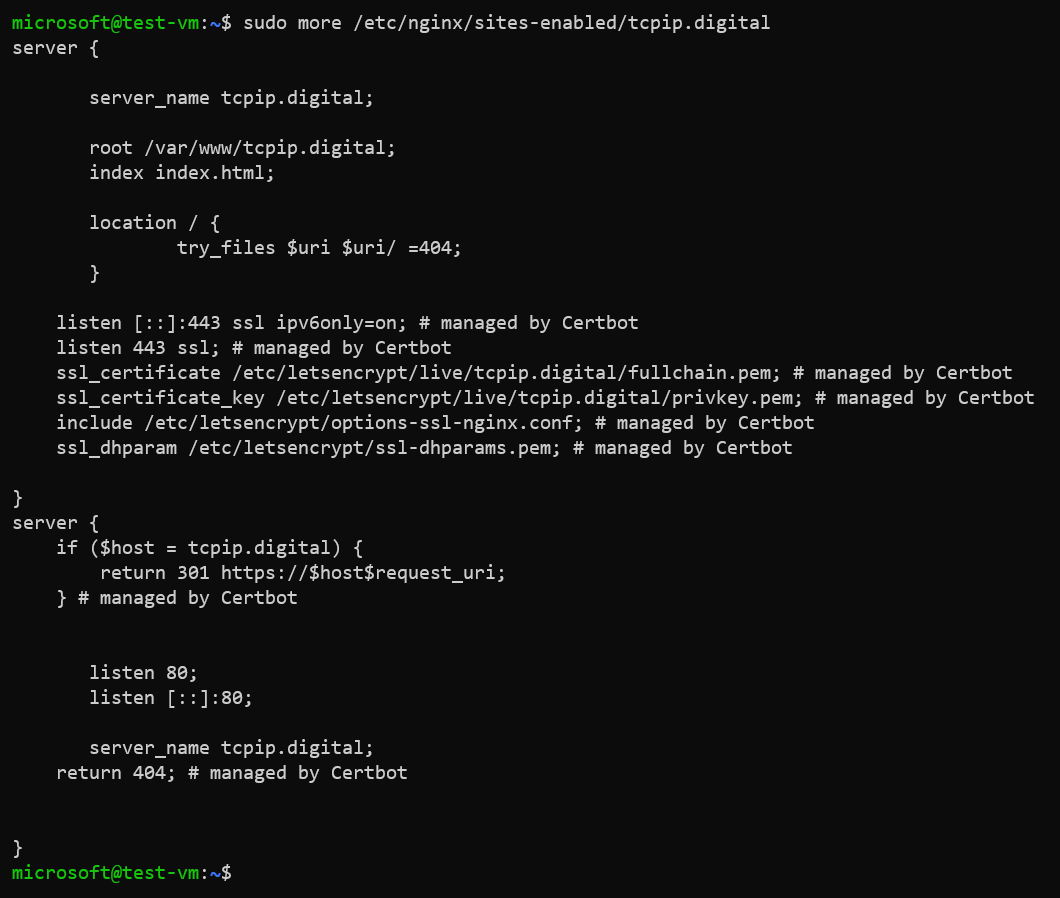 microsoft@test-vm:~$ sudo more /etc/nginx/sites-enabled/tcpip.digital
server {
server_name tcpip.digital;
root /var/www/tcpip.digital;
index index.html;
location / {
try_files $uri $uri/ =404;
}
listen [::]:443 ssl ipv6only=on; # managed by Certbot
listen 443 ssl; # managed by Certbot
ssl_certificate /etc/letsencrypt/live/tcpip.digital/fullchain.pem; # managed by Certbot
ssl_certificate_key /etc/letsencrypt/live/tcpip.digital/privkey.pem; # managed by Certbot
include /etc/letsencrypt/options-ssl-nginx.conf; # managed by Certbot
ssl_dhparam /etc/letsencrypt/ssl-dhparams.pem; # managed by Certbot
}
server {
if ($host = tcpip.digital) {
return 301 https://$host$request_uri;
} # managed by Certbot
listen 80;
listen [::]:80;
server_name tcpip.digital;
return 404; # managed by Certbot
}
microsoft@test-vm:~$